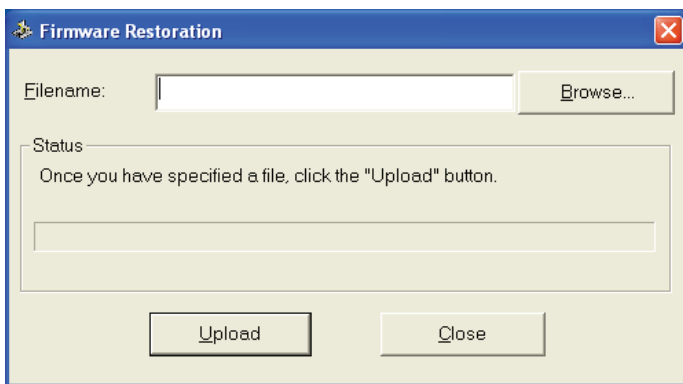 Firmware Restoration
Filename:
Browse...
Status
Once you have specified a file, click the "Upload" button.
Upload
Close